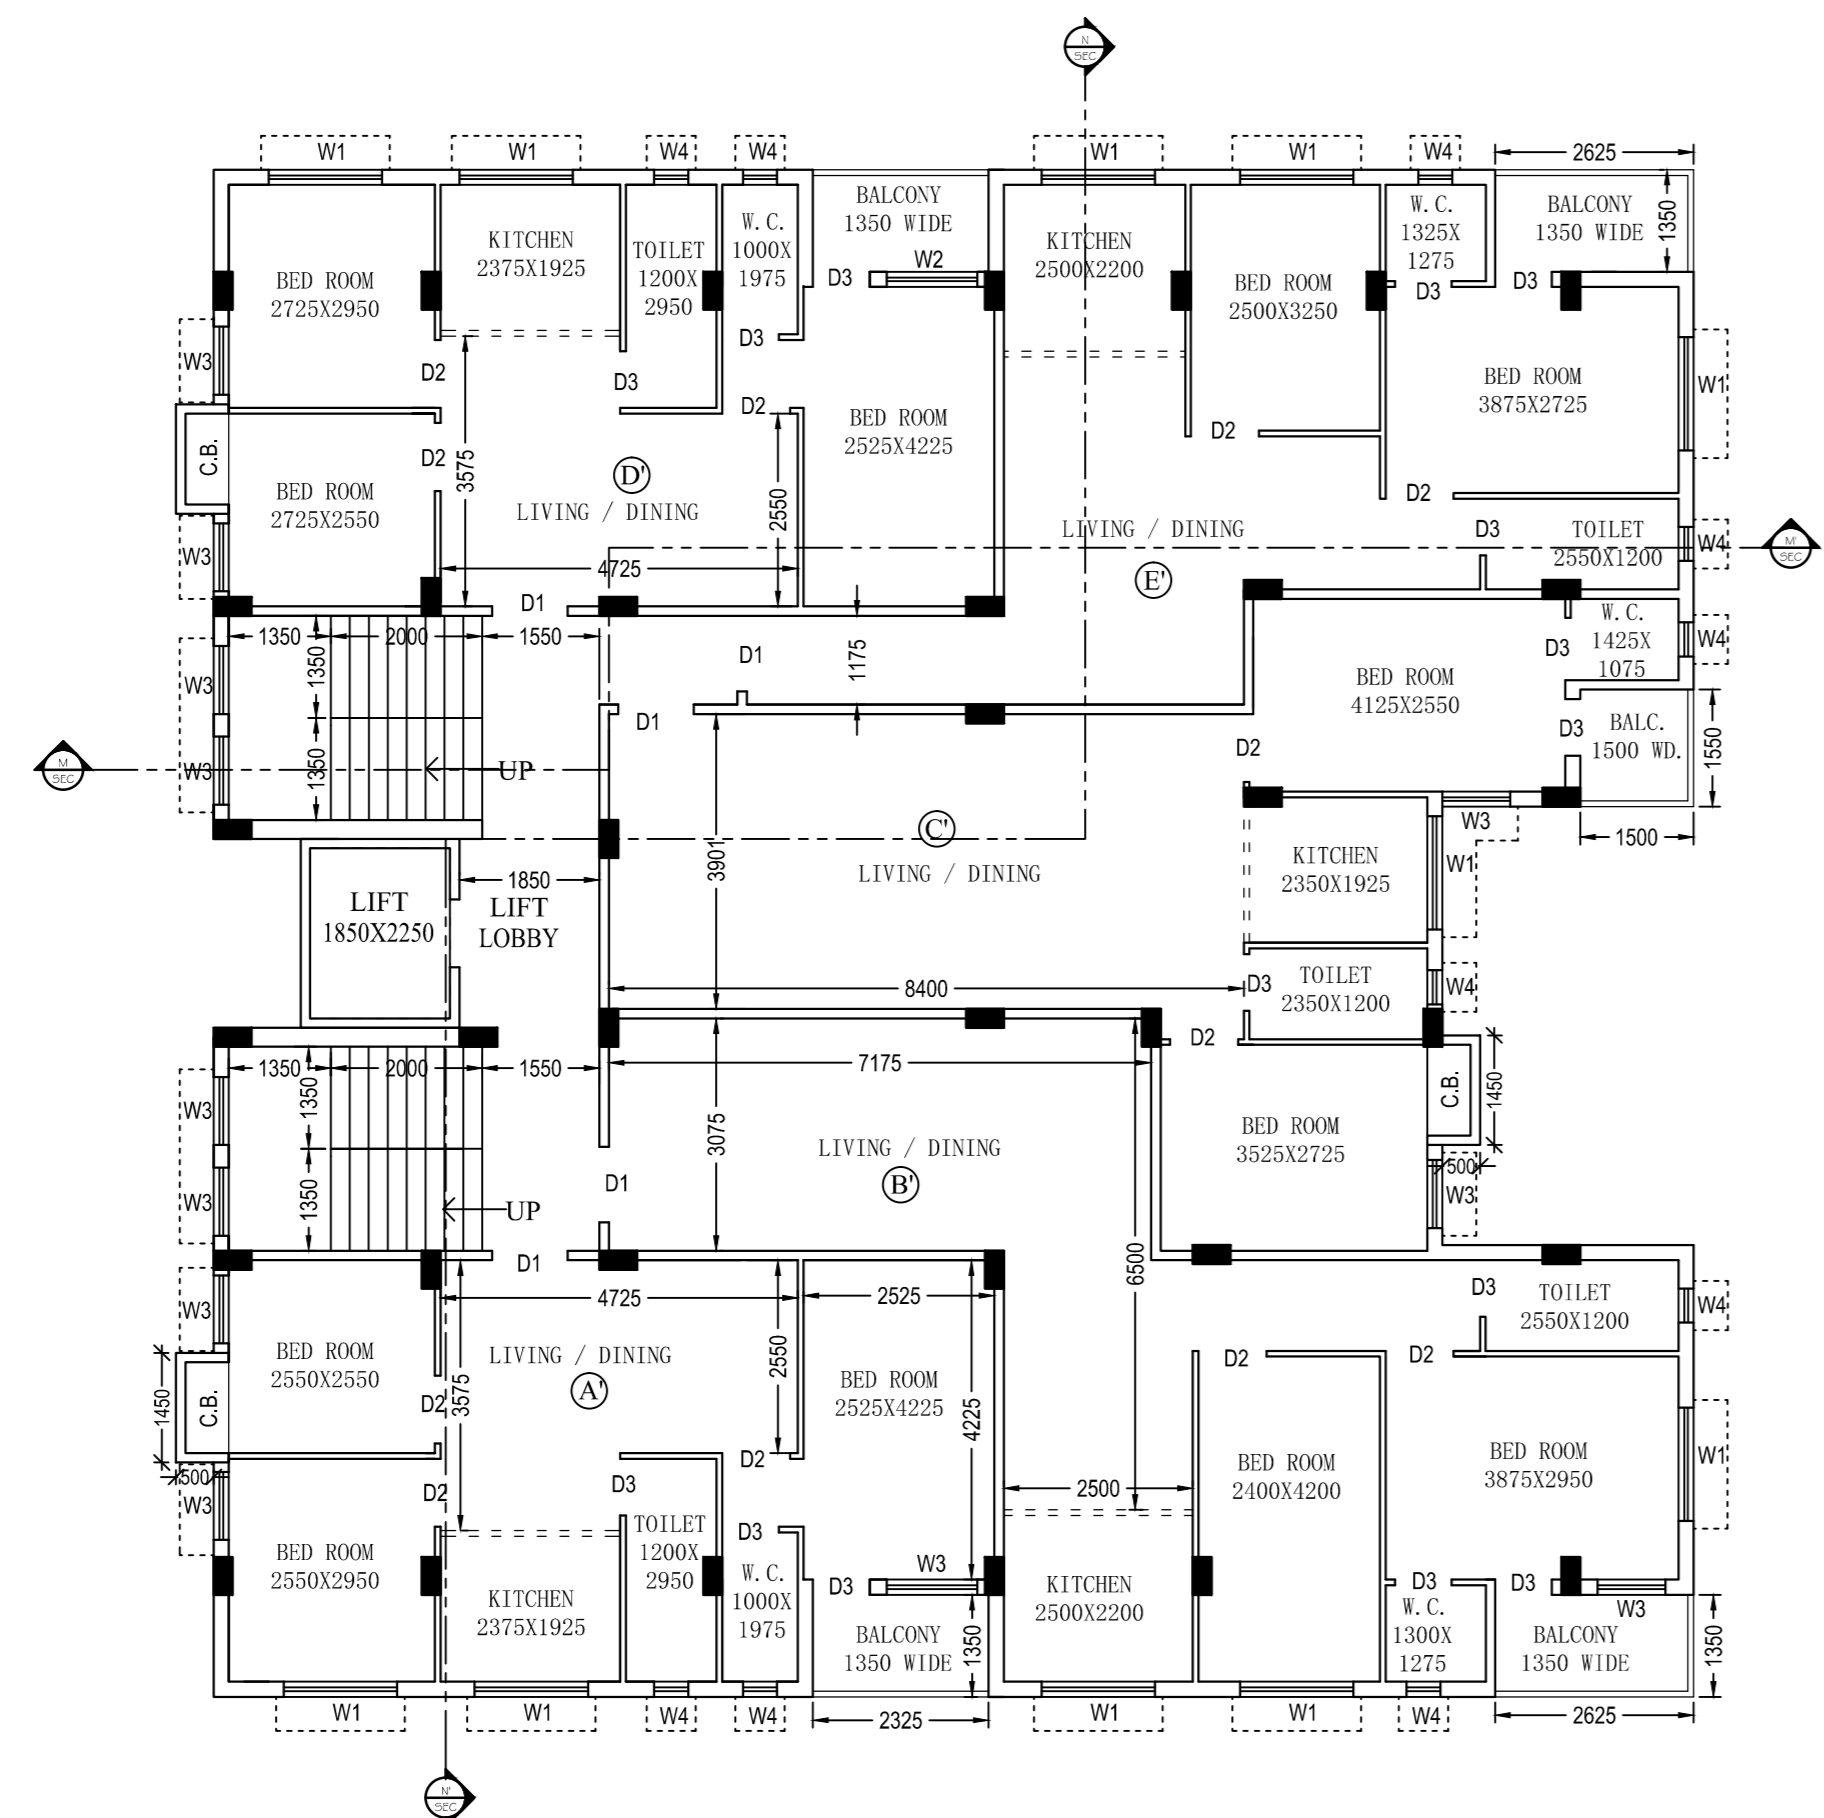 N
SEC
W1
W1
W4
W4
W1
W1
W4
2625
BALCONY
1350 WIDE
W.C.
1325X
1275
BALCONY
1350 WIDE
1350
KITCHEN
2375X1925
TOILET
1200X
2950
W.C.
1000X
1975
KITCHEN
2500X2200
BED ROOM
2725X2950
W2
D3
BED ROOM
2500X3250
D3
D3
W3
D2
D3
D3
D2
BED ROOM
3875X2725
W1
C.B.
D2
3575
BED ROOM
2525X4225
D2
BED ROOM
2725X2550
D'
LIVING / DINING
2550
D2
LIVING / DINING
D3
TOILET
2550X1200
W3
W4
M'
SEC
4725
E'
D1
1350
2000
1550
W.C.
1425X
1075
W4
D3
1350
D1
1175
BED ROOM
4125X2550
W3
D1
D2
D3
BALC.
1500 WD.
1550
M
SEC
W3
1350
UP
C'
LIVING / DINING
3901
W3
1500
KITCHEN
2350X1925
W1
LIFT
1850X2250
1850
LIFT
LOBBY
8400
D3
TOILET
2350X1200
W4
D2
1350
2000
1550
7175
1350
W3
C.B.
1450
3075
LIVING / DINING
B'
BED ROOM
3525X2725
500
W3
W3
1350
D1
UP
D1
6500
W3
4725
2525
D3
TOILET
2550X1200
W4
BED ROOM
2550X2550
LIVING / DINING
A'
2550
BED ROOM
2525X4225
D2
D2
1450
C.B.
D2
3575
4225
W1
500
W3
D2
D3
D2
2500
BED ROOM
2400X4200
BED ROOM
3875X2950
BED ROOM
2550X2950
TOILET
1200X
2950
D3
W.C.
1000X
1975
D3
W3
KITCHEN
2375X1925
KITCHEN
2500X2200
D3
W.C.
1300X
1275
D3
W3
BALCONY
1350 WIDE
1350
BALCONY
1350 WIDE
1350
W1
W1
W4
W4
2325
W1
W1
W4
2625
N'
SEC